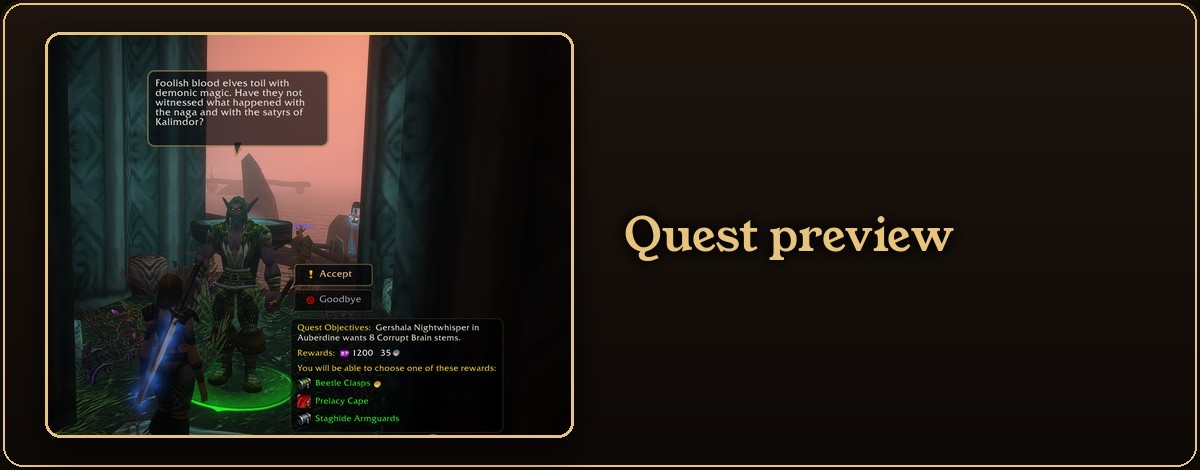 Foolish blood elves toil with
demonic magic. Have they not
witnessed what happened with
the naga and with the satyrs of
Kalimdor?
Quest preview
! Accept
Goodbye
Quest Objectives: Gershala Nightwhisper in
Auberdine wants 8 Corrupt Brain stems.
Rewards: XP 1200 35
You will be able to choose one of these rewards:
Beetle Clasps
Prelacy Cape
Staghide Armguards